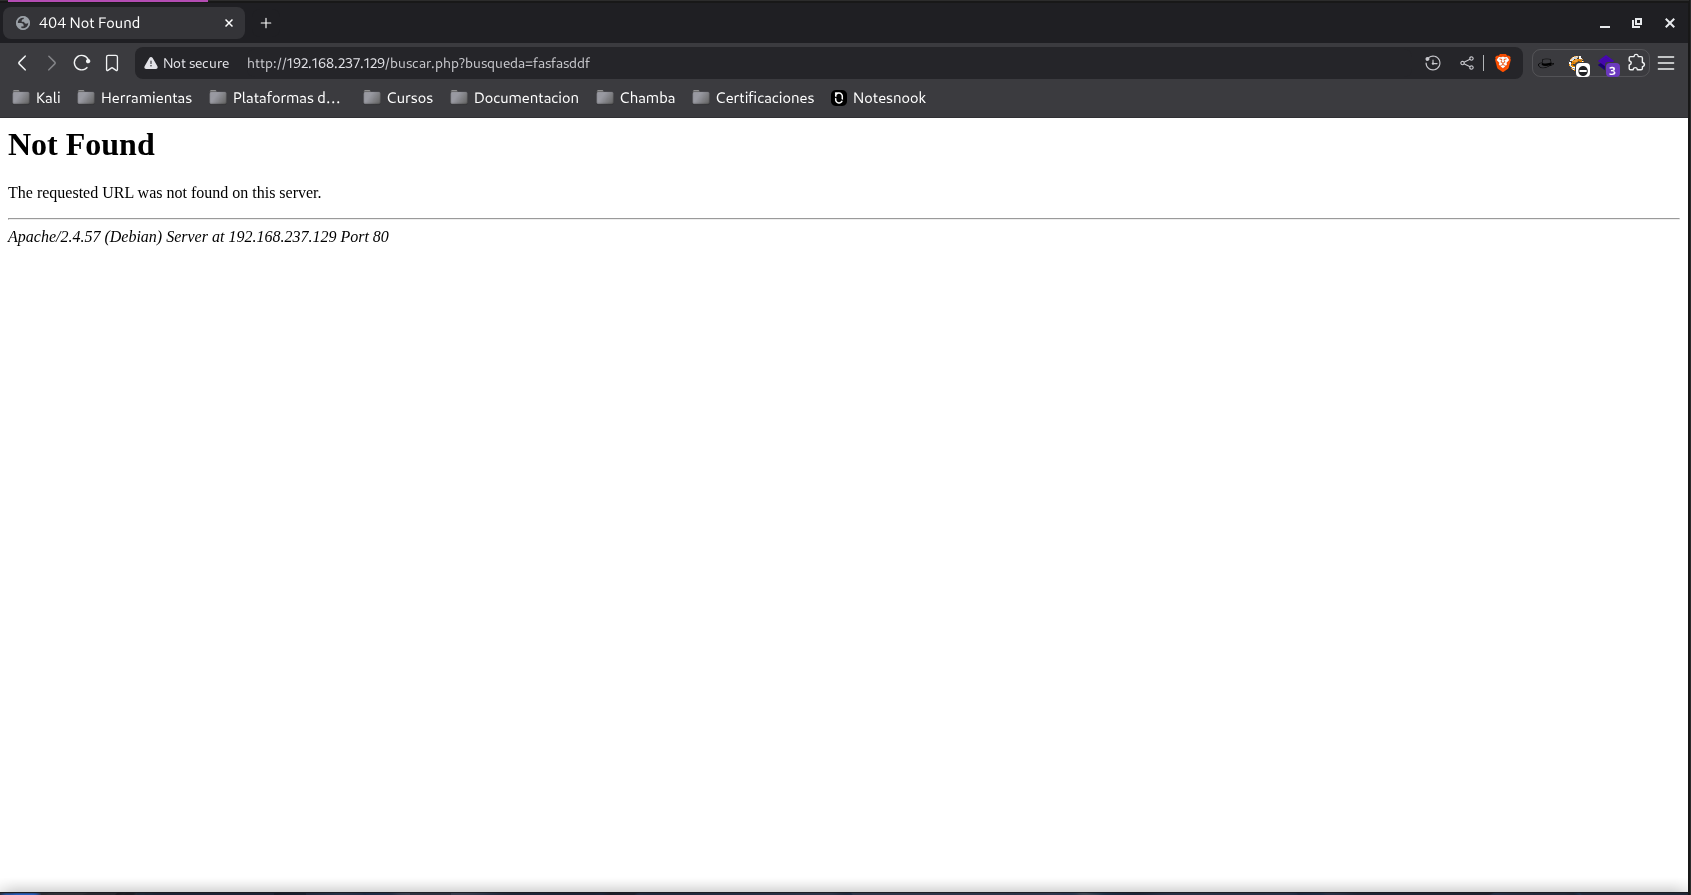 404 Not Found
Not secure http://192.168.237.129/buscar.php?busqueda=fasfasddf 3
Kali Herramientas Plataformas d... Cursos Documentacion Chamba Certificaciones Notesnook
Not Found
The requested URL was not found on this server.
Apache/2.4.57 (Debian) Server at 192.168.237.129 Port 80